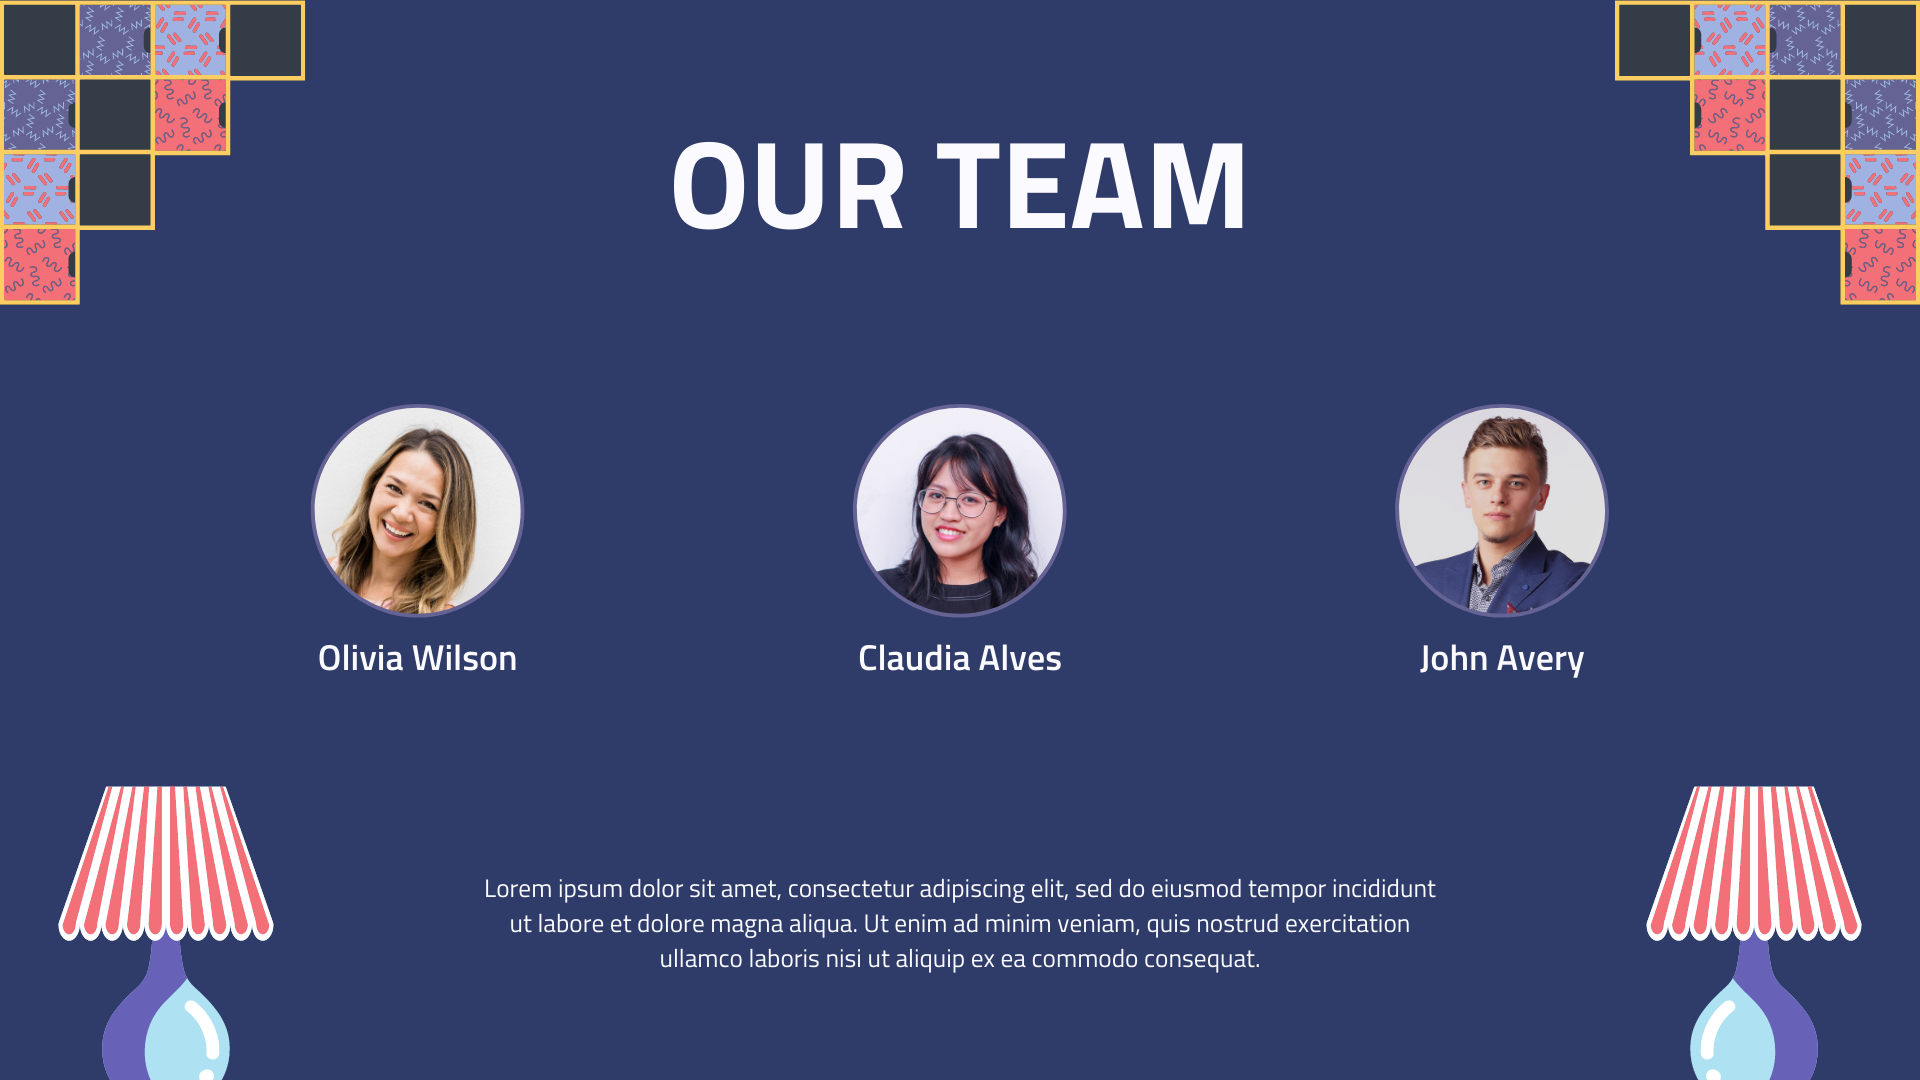 OUR TEAM
Olivia Wilson
Claudia Alves
John Avery
Lorem ipsum dolor sit amet, consectetur adipiscing elit, sed do eiusmod tempor incididunt
ut labore et dolore magna aliqua. Ut enim ad minim veniam, quis nostrud exercitation
ullamco laboris nisi ut aliquip ex ea commodo consequat.